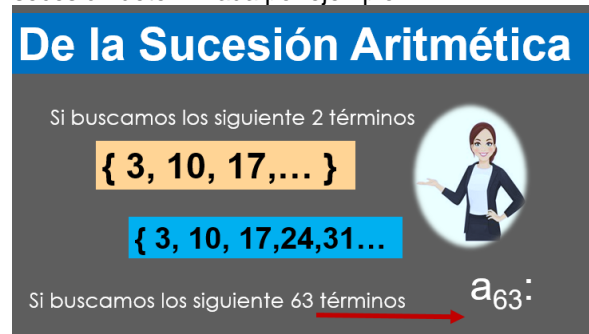 De la Sucesión Aritmética
Si buscamos los siguiente 2 términos
{ 3, 10, 17,... }
{ 3, 10, 17,24,31...
Si buscamos los siguiente 63 términos
a₆₃: